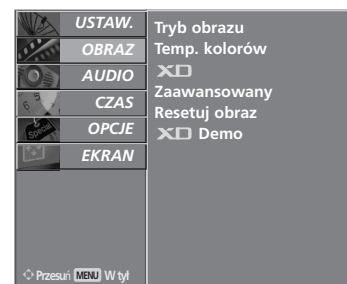 USTAW.
OBRAZ
AUDIO
CZAS
OPCJE
EKRAN
Przesuń MENU W tył
Tryb obrazu
Temp. kolorów
XD
Zaawansowany
Resetuj obraz
XD Demo